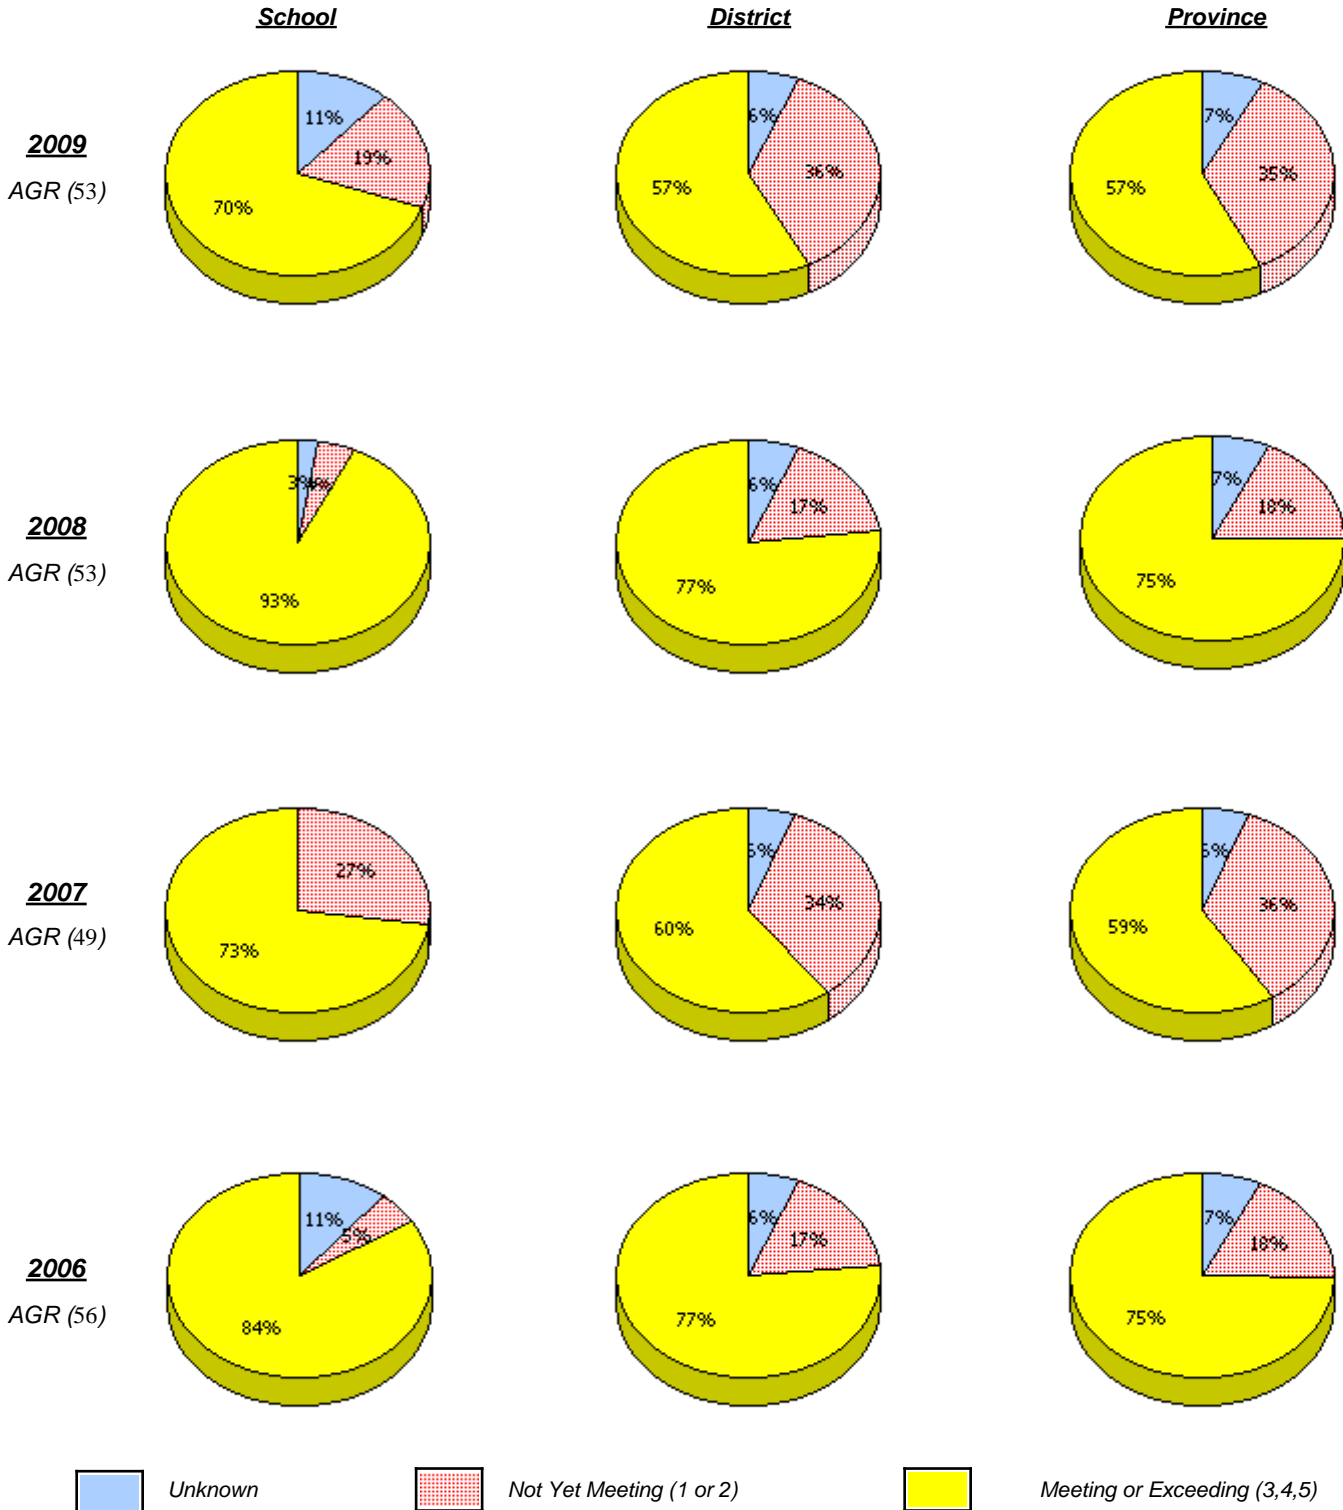 School District Province
2009
AGR (53)
11% 19% 70%
6% 36% 57%
7% 35% 57%
2008
AGR (53)
3% 93%
6% 17% 77%
7% 18% 75%
2007
AGR (49)
27% 73%
34% 60%
36% 59%
2006
AGR (56)
11% 5% 84%
6% 17% 77%
7% 18% 75%
Unknown Not Yet Meeting (1 or 2) Meeting or Exceeding (3,4,5)